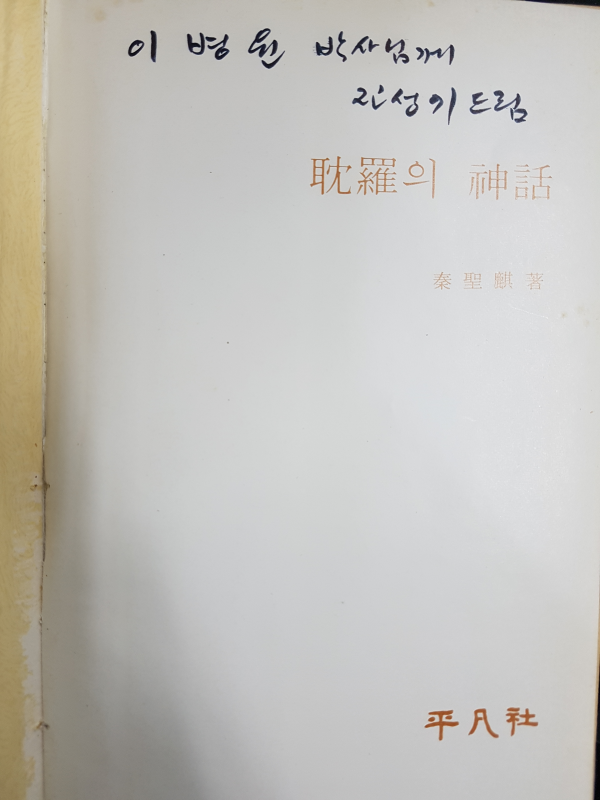 이 병 원 박사님께
진성기드림
耽羅의 神話
秦聖麒著
平凡社